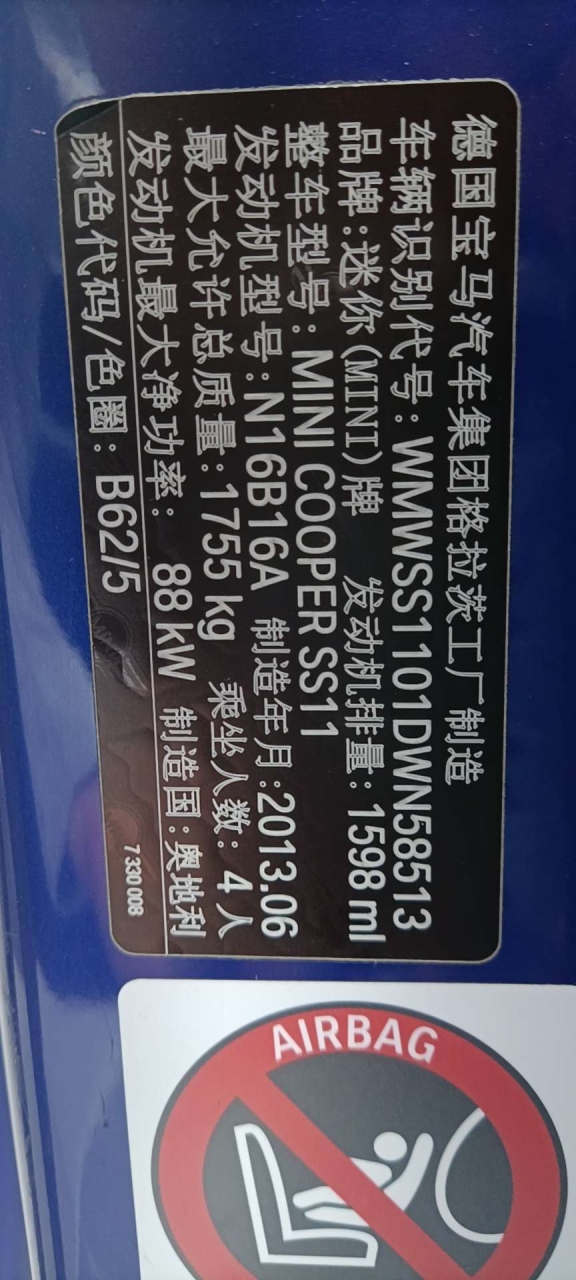 德国宝马汽车集团格拉茨工厂制造
车辆识别代号:WMWSS1101DWN58513
品牌:迷你(MINI)牌 发动机排量:1598 ml
整车型号:MINI COOPER SS11
发动机型号:N16B16A 制造年月:2013.06
最大允许总质量:1755 kg 乘坐人数:4人
发动机最大净功率: 88 kW 制造国:奥地利
颜色代码/色圈:B62/5
7 330 008
AIRBAG